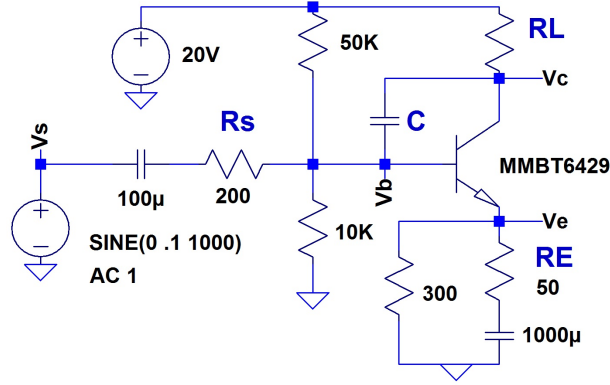 50K
RL
20V
Vc
Rs
C
Vs
MMBT6429
100µ
200
Vb
10K
Ve
SINE(0 .1 1000)
AC 1
RE
300
50
1000µ